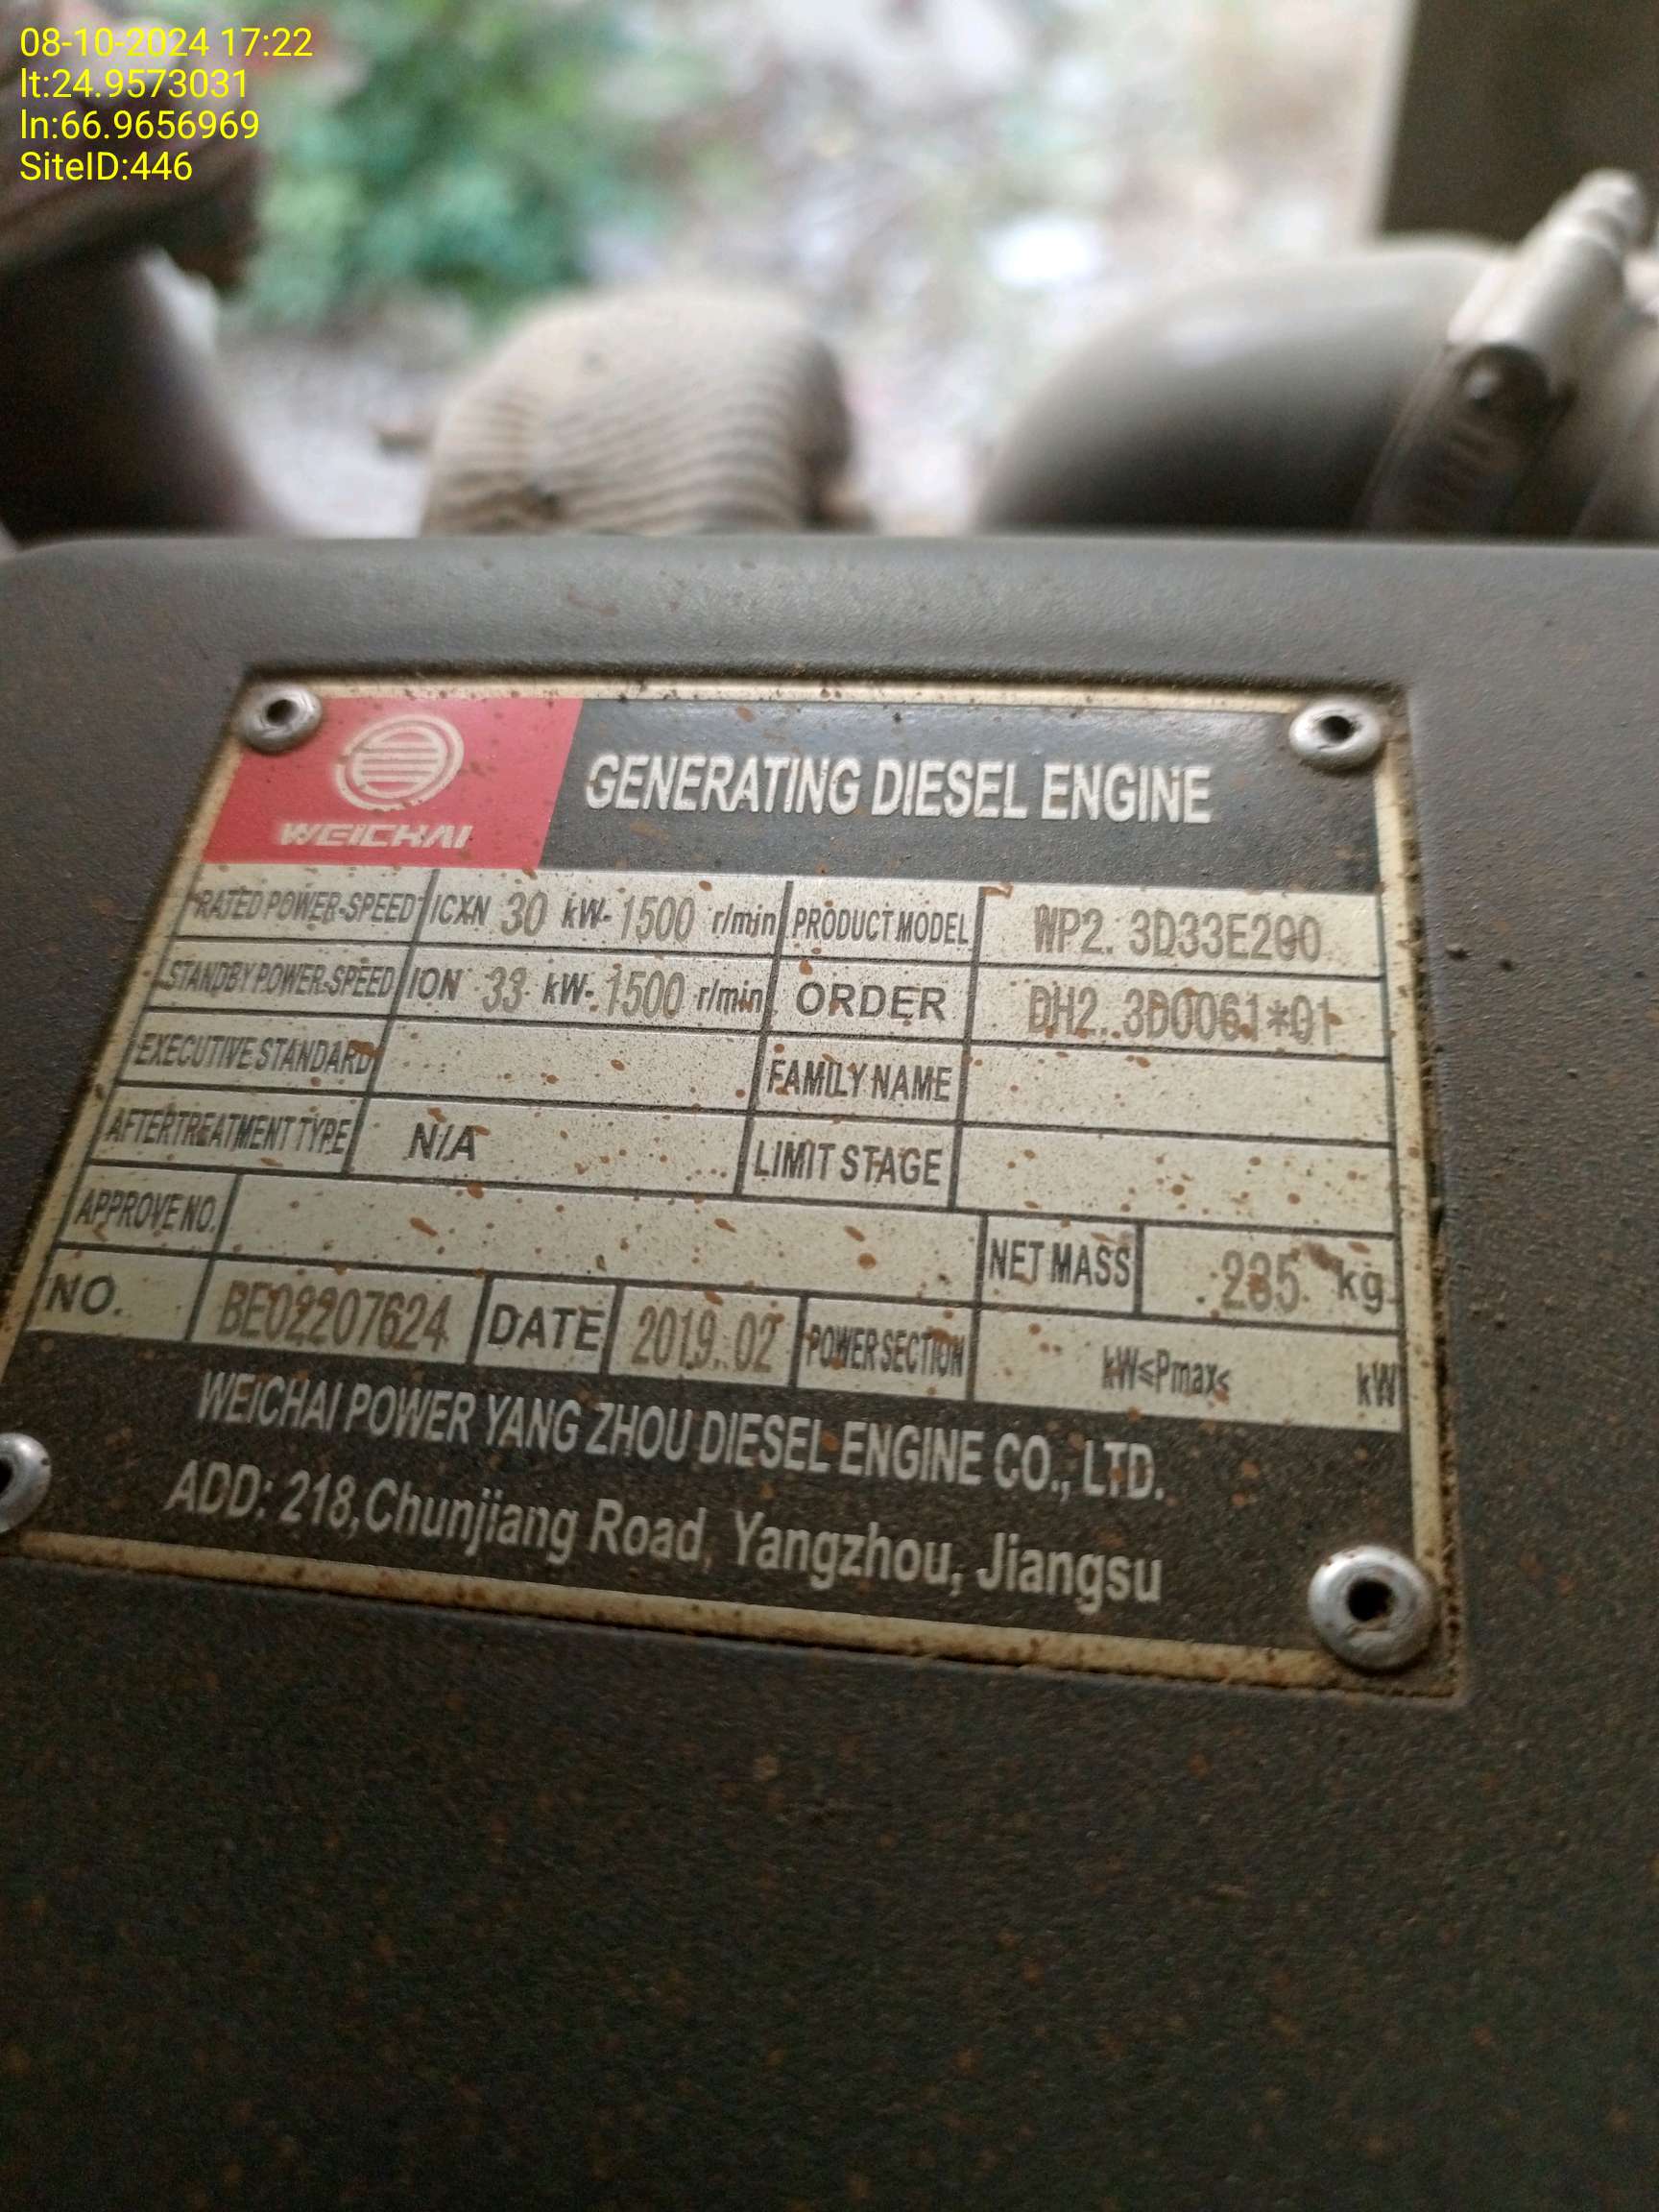 08-10-2024 17:22
lt:24.9573031
ln:66.9656969
SiteID:446
WEICHAI
GENERATING DIESEL ENGINE
RATED POWER-SPEED ICXN 30 kW- 1500 r/min PRODUCT MODEL WP2. 3D33E200
STANDBY POWER-SPEED ION 33 kW- 1500 r/min ORDER DH2. 3D0061*01
EXECUTIVE STANDARD FAMILY NAME
AFTERTREATMENT TYPE N/A LIMIT STAGE
APPROVE NO. NET MASS 235 kg
NO. BE02207624 DATE 2019. 02 POWER SECTION kW≤Pmax≤ kW
WEICHAI POWER YANG ZHOU DIESEL ENGINE CO., LTD.
ADD: 218,Chunjiang Road, Yangzhou, Jiangsu